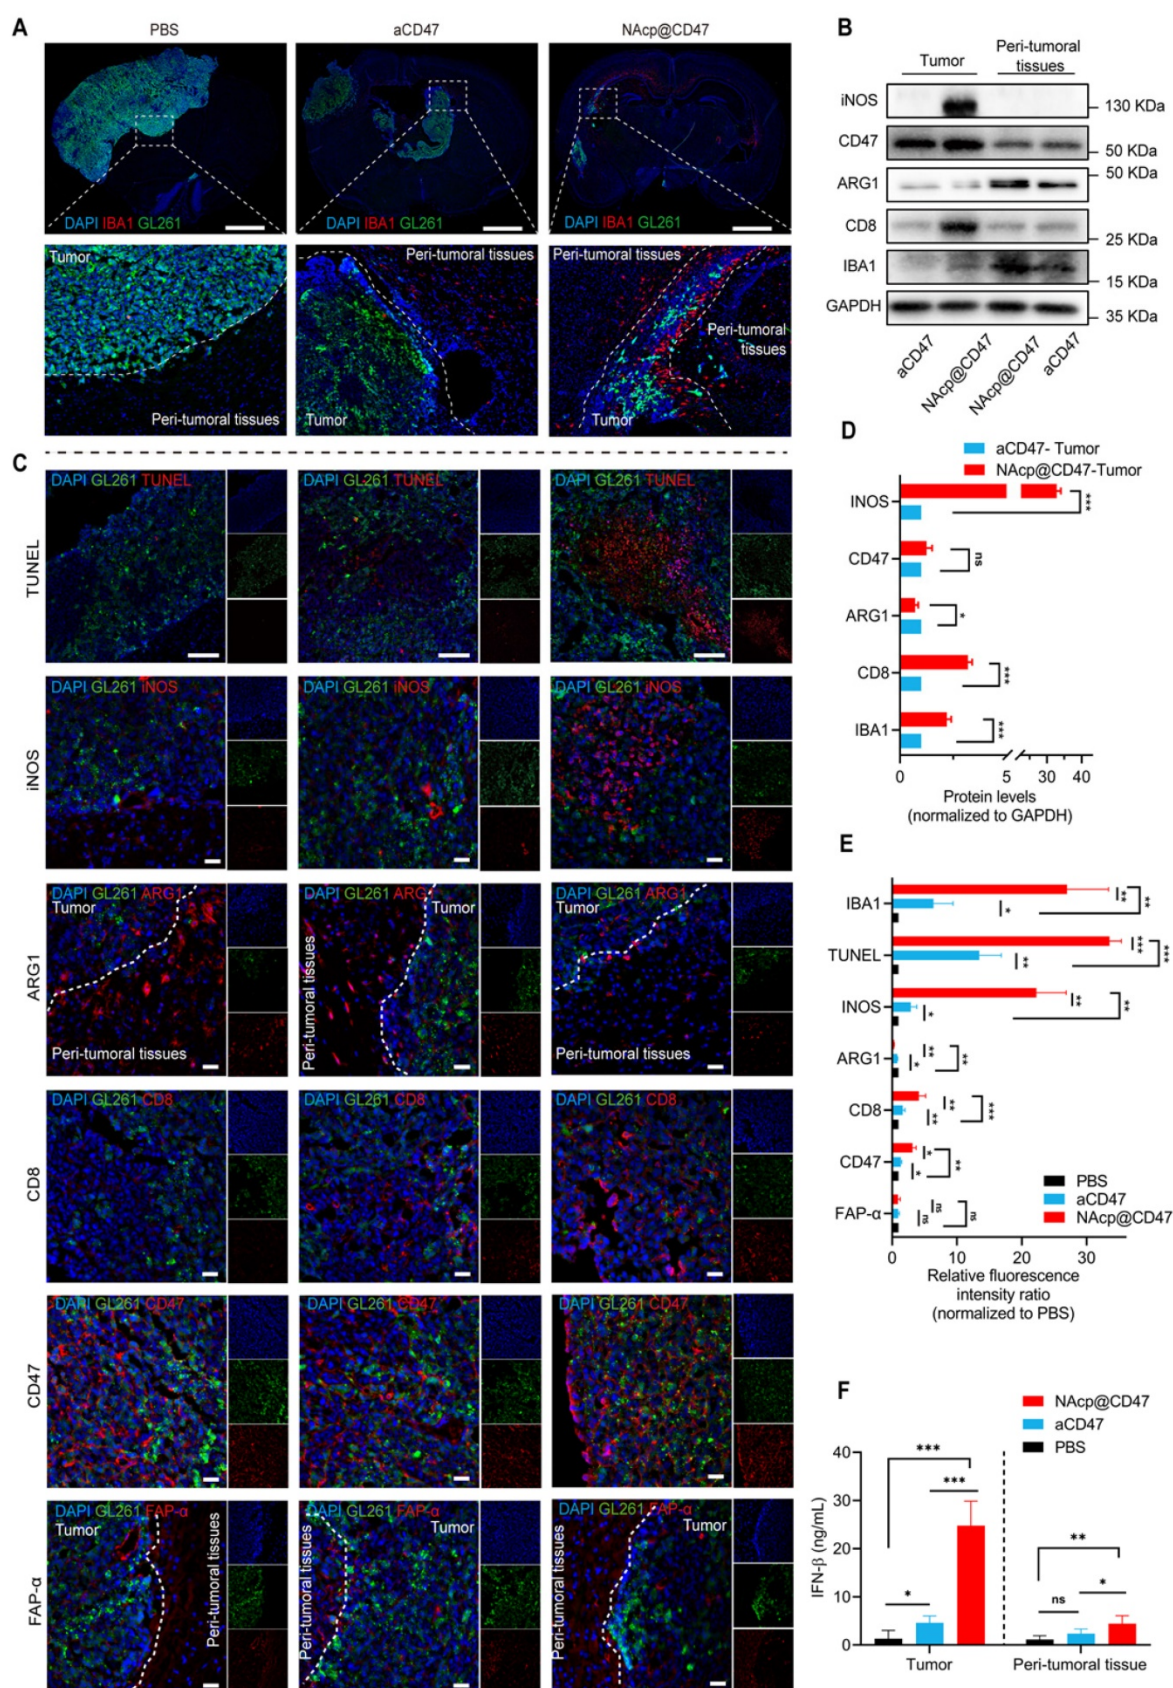 A
PBS
aCD47
NAcp@CD47
DAPI IBA1 GL261
DAPI IBA1 GL261
DAPI IBA1 GL261
Tumor
Peri-tumoral tissues
Peri-tumoral tissues
Tumor
Peri-tumoral tissues
Peri-tumoral
tissues
Tumor
B
Tumor
Peri-tumoral
tissues
iNOS
130 KDa
CD47
50 KDa
ARG1
50 KDa
CD8
25 KDa
IBA1
15 KDa
GAPDH
35 KDa
aCD47
NAcp@CD47
NAcp@CD47
aCD47
C
TUNEL
DAPI GL261 TUNEL
DAPI GL261 TUNEL
DAPI GL261 TUNEL
iNOS
DAPI GL261 iNOS
DAPI GL261 iNOS
DAPI GL261 iNOS
ARG1
DAPI GL261 ARG1
Tumor
Peri-tumoral tissues
DAPI GL261 ARG1
Tumor
Peri-tumoral tissues
DAPI GL261 ARG1
Tumor
Peri-tumoral tissues
CD8
DAPI GL261 CD8
DAPI GL261 CD8
DAPI GL261 CD8
CD47
DAPI GL261 CD47
DAPI GL261 CD47
DAPI GL261 CD47
FAP-α
DAPI GL261 FAP-α
Tumor
Peri-tumoral tissues
DAPI GL261 FAP-α
Peri-tumoral tissues
Tumor
DAPI GL261 FAP-α
Peri-tumoral tissues
Tumor
D
aCD47- Tumor
NAcp@CD47-Tumor
INOS
***
CD47
ns
ARG1
*
CD8
***
IBA1
***
0 5 30 40
Protein levels
(normalized to GAPDH)
E
IBA1
* ** **
TUNEL
** *** ***
INOS
* ** **
ARG1
* ** **
CD8
** ** ***
CD47
* * **
FAP-α
ns ns ns
PBS
aCD47
NAcp@CD47
0 10 20 30
Relative fluorescence
intensity ratio
(normalized to PBS)
F
NAcp@CD47
aCD47
PBS
IFN-β (ng/mL)
40
30
20
10
0
***
***
*
**
*
ns
Tumor
Peri-tumoral tissue